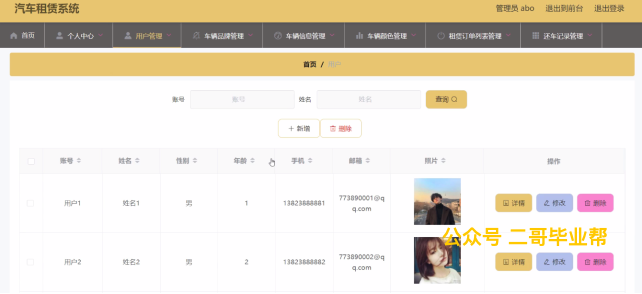 汽车租赁系统
管理员 abo 退出到前台 退出登录
首页 个人中心 用户管理 车辆品牌管理 车辆信息管理 车辆颜色管理 租赁订单列表管理 还车记录管理
首页 / 用户
账号 账号 姓名 姓名 查询
+ 新增 删除
账号 姓名 性别 年龄 手机 邮箱 照片 操作
用户1 姓名1 男 1 13823888881 773890001@q
q.com 详情 修改 删除
公众号 二哥毕业帮
用户2 姓名2 男 2 13823888882 773890002@q
q.com 详情 修改 删除